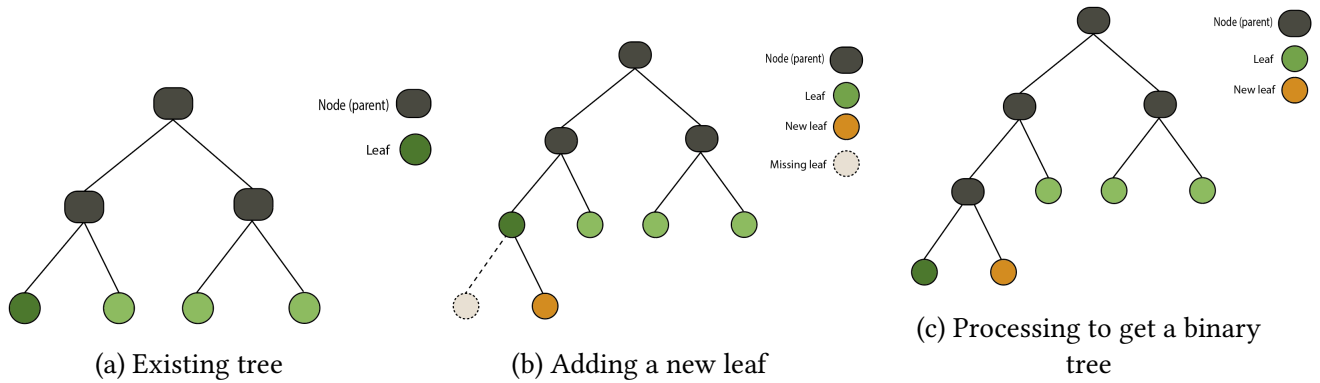 Node (parent)
Leaf
(a) Existing tree
Node (parent)
Leaf
New leaf
Missing leaf
(b) Adding a new leaf
Node (parent)
Leaf
New leaf
(c) Processing to get a binary
tree